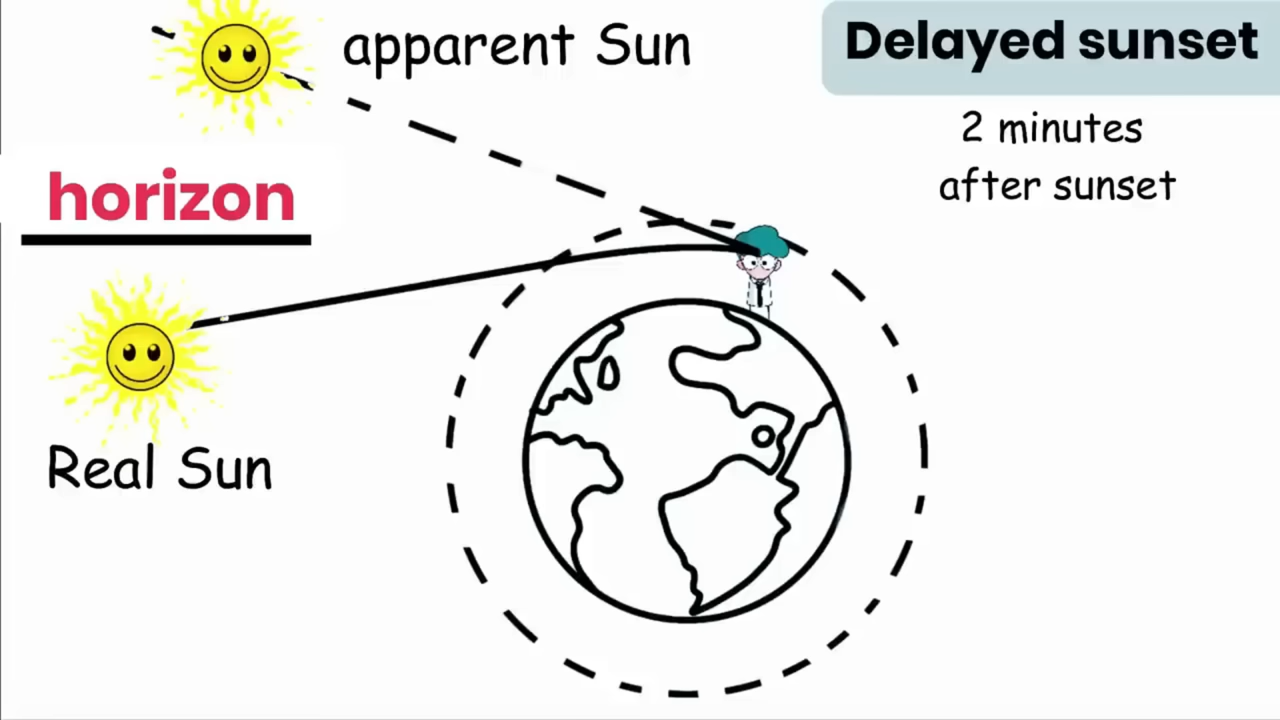 apparent Sun
Delayed sunset
2 minutes
after sunset
horizon
Real Sun